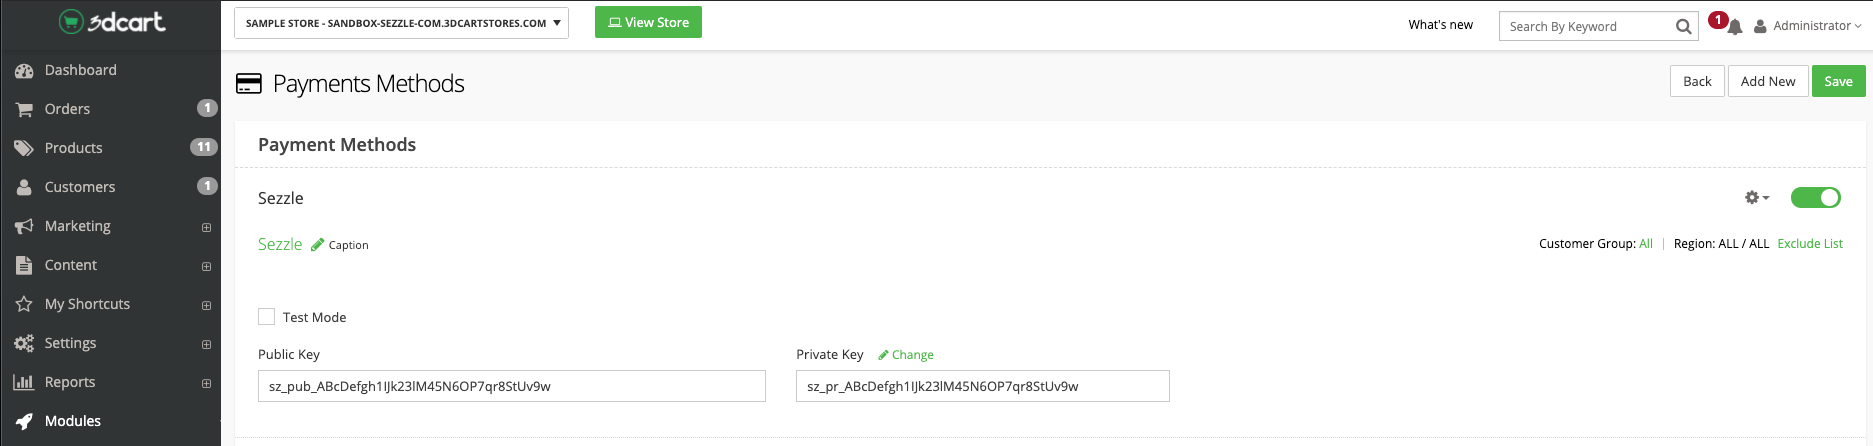 3dcart
SAMPLE STORE - SANDBOX-SEZZLE-COM.3DCARTSTORES.COM
View Store
What's new
Search By Keyword
1
Administrator
Dashboard
Orders 1
Products 11
Customers 1
Marketing
Content
My Shortcuts
Settings
Reports
Modules
Payments Methods
Back
Add New
Save
Payment Methods
Sezzle
Sezzle Caption
Customer Group: All | Region: ALL / ALL Exclude List
Test Mode
Public Key
sz_pub_ABcDefgh1IJk23lM45N6OP7qr8StUv9w
Private Key Change
sz_pr_ABcDefgh1IJk23lM45N6OP7qr8StUv9w